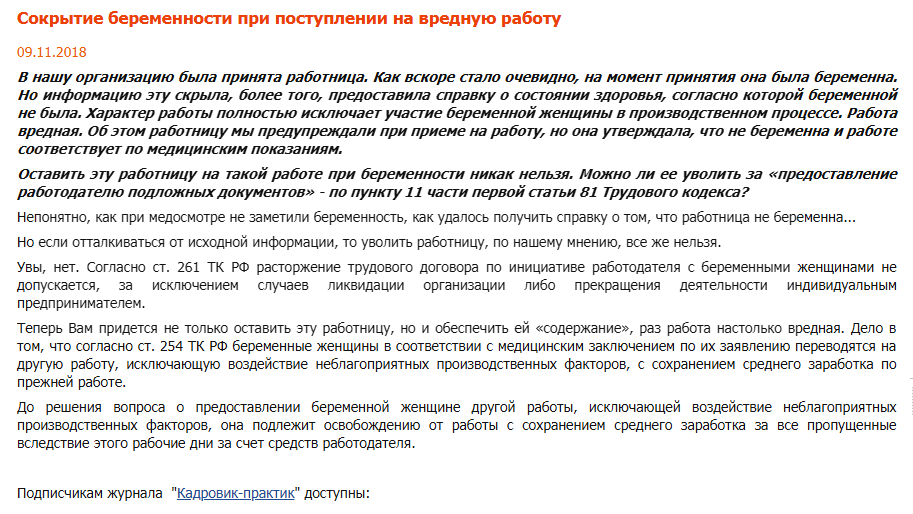 Сокрытие беременности при поступлении на вредную работу
09.11.2018
В нашу организацию была принята работница. Как вскоре стало очевидно, на момент принятия она была беременна.
Но информацию эту скрыла, более того, предоставила справку о состоянии здоровья, согласно которой беременной
не была. Характер работы полностью исключает участие беременной женщины в производственном процессе. Работа
вредная. Об этом работницу мы предупреждали при приеме на работу, но она утверждала, что не беременна и работе
соответствует по медицинским показаниям.
Оставить эту работницу на такой работе при беременности никак нельзя. Можно ли ее уволить за «предоставление
работодателю подложных документов» - по пункту 11 части первой статьи 81 Трудового кодекса?
Непонятно, как при медосмотре не заметили беременность, как удалось получить справку о том, что работница не беременна...
Но если отталкиваться от исходной информации, то уволить работницу, по нашему мнению, все же нельзя.
Увы, нет. Согласно ст. 261 ТК РФ расторжение трудового договора по инициативе работодателя с беременными женщинами не
допускается, за исключением случаев ликвидации организации либо прекращения деятельности индивидуальным
предпринимателем.
Теперь Вам придется не только оставить эту работницу, но и обеспечить ей «содержание», раз работа настолько вредная. Дело в
том, что согласно ст. 254 ТК РФ беременные женщины в соответствии с медицинским заключением по их заявлению переводятся на
другую работу, исключающую воздействие неблагоприятных производственных факторов, с сохранением среднего заработка по
прежней работе.
До решения вопроса о предоставлении беременной женщине другой работы, исключающей воздействие неблагоприятных
производственных факторов, она подлежит освобождению от работы с сохранением среднего заработка за все пропущенные
вследствие этого рабочие дни за счет средств работодателя.
Подписчикам журнала "Кадровик-практик" доступны: